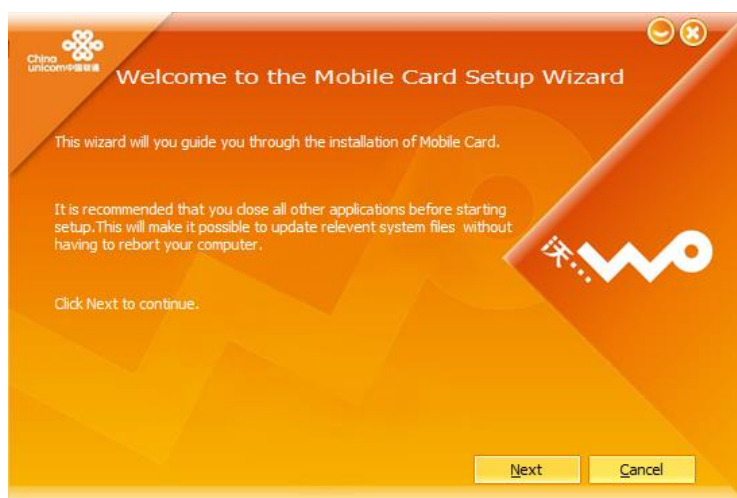 China
unicom中国联通
Welcome to the Mobile Card Setup Wizard
This wizard will you guide you through the installation of Mobile Card.
It is recommended that you close all other applications before starting
setup.This will make it possible to update relevent system files  without
having to rebort your computer.
沃...
Click Next to continue.
Next
Cancel